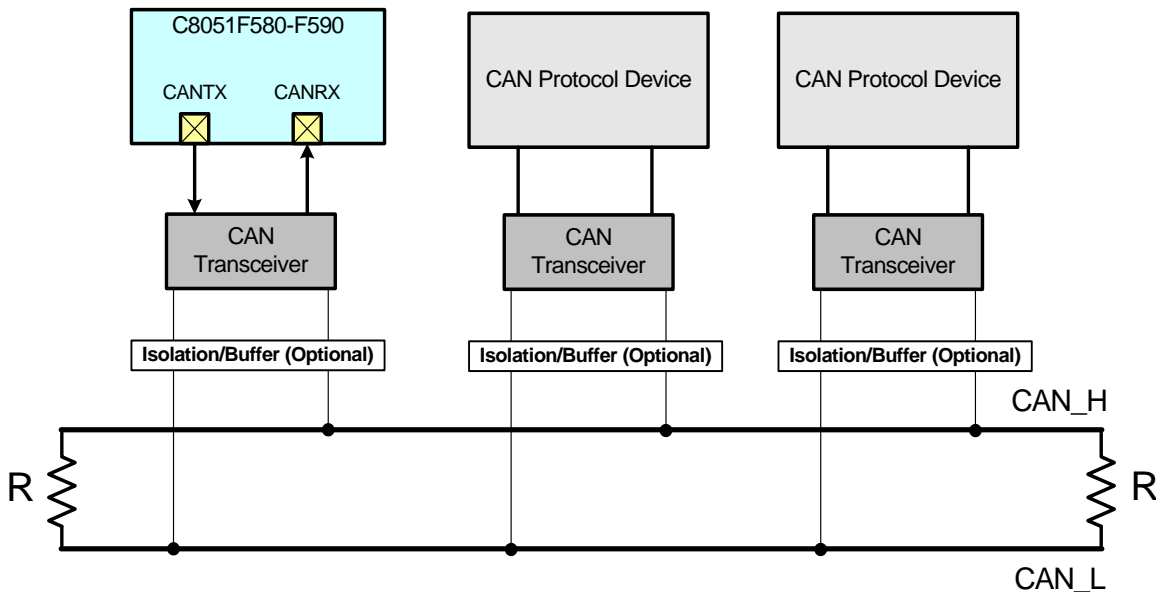 C8051F580-F590
CANTX
CANRX
CAN Protocol Device
CAN Protocol Device
CAN
Transceiver
CAN
Transceiver
CAN
Transceiver
Isolation/Buffer (Optional)
Isolation/Buffer (Optional)
Isolation/Buffer (Optional)
CAN_H
R
R
CAN_L